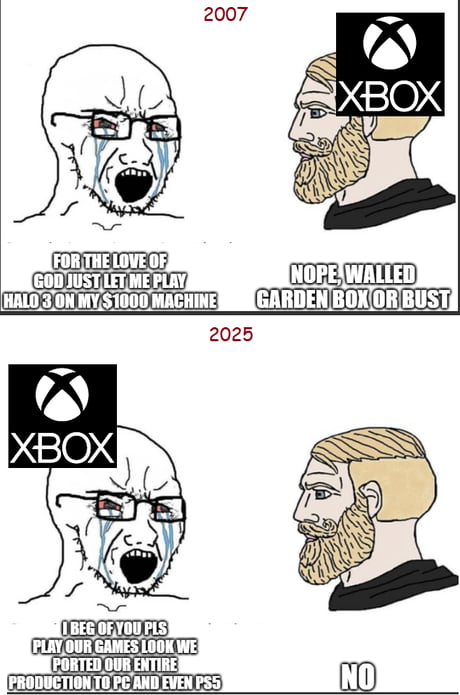 2007
XBOX
FOR THE LOVE OF
GOD JUST LET ME PLAY
HALO 3 ON MY $1000 MACHINE
NOPE, WALLED
GARDEN BOX OR BUST
2025
XBOX
I BEG OF YOU PLS
PLAY OUR GAMES LOOK WE
PORTED OUR ENTIRE
PRODUCTION TO PC AND EVEN PS5
NO